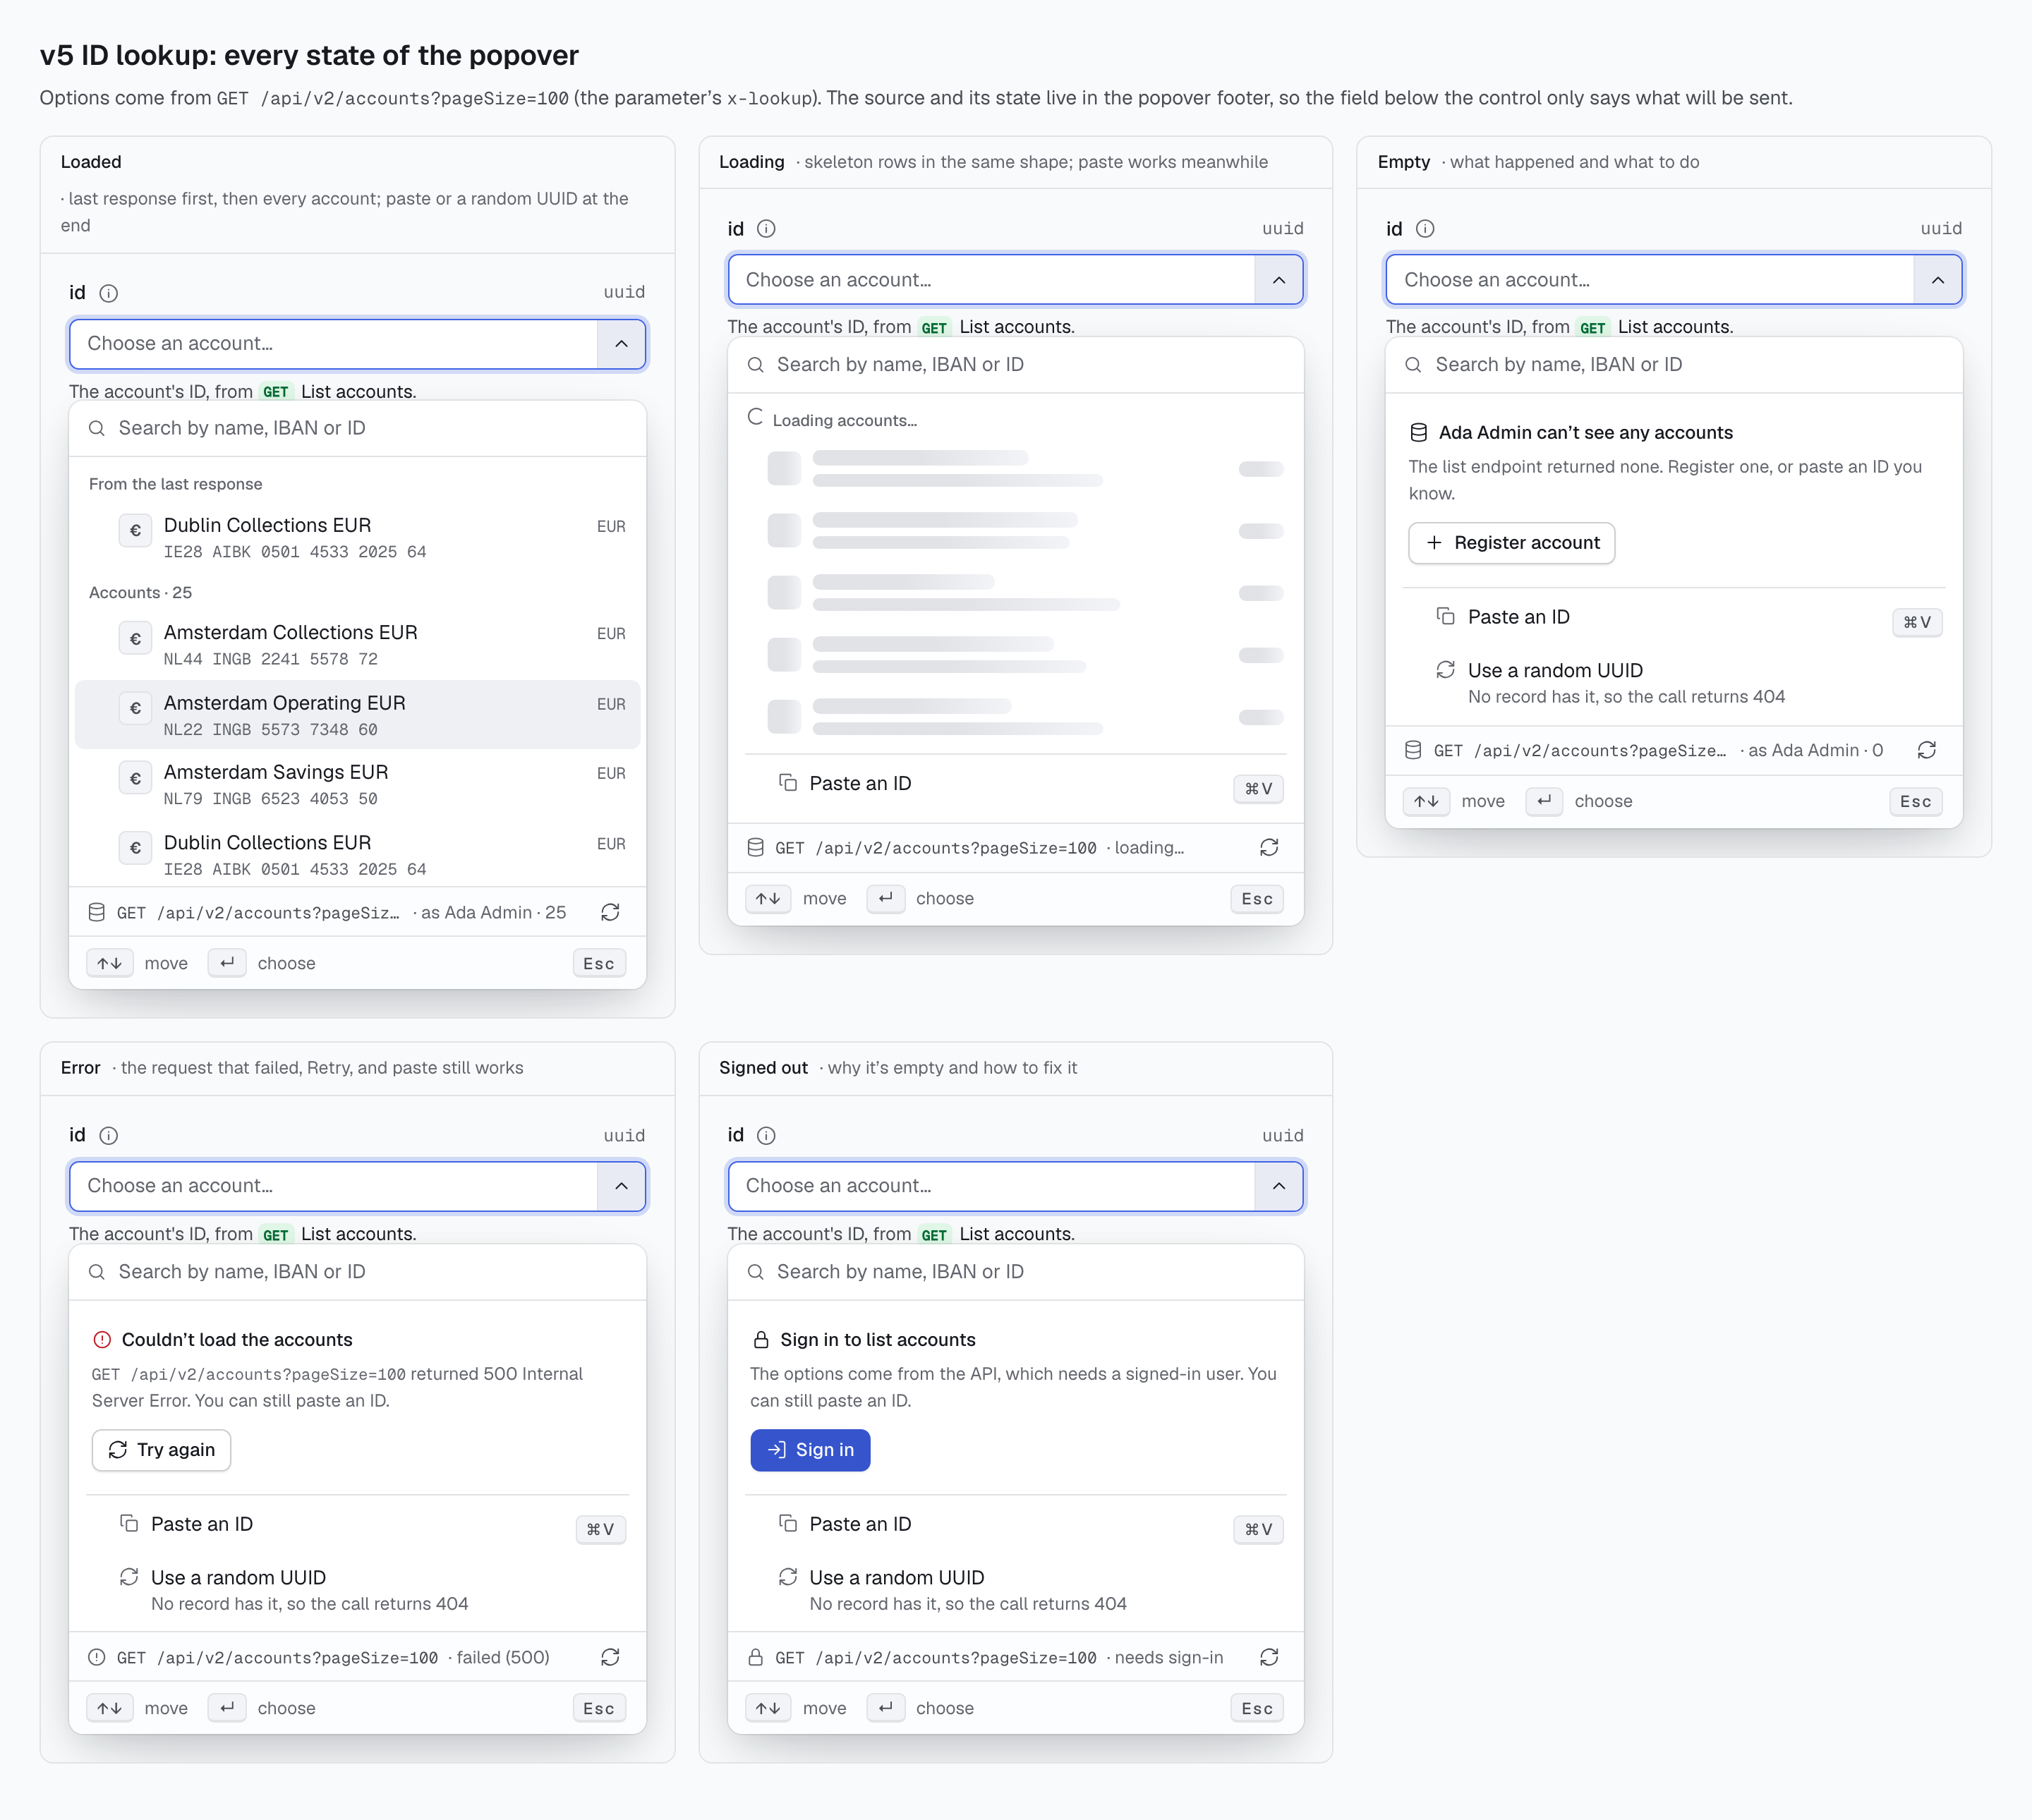 v5 ID lookup: every state of the popover
Options come from GET /api/v2/accounts?pageSize=100 (the parameter’s x-lookup). The source and its state live in the popover footer, so the field below the control only says what will be sent.
Loaded
· last response first, then every account; paste or a random UUID at the
end
id
uuid
Choose an account…
The account's ID, from GET List accounts.
Search by name, IBAN or ID
From the last response
€ Dublin Collections EUR EUR
IE28 AIBK 0501 4533 2025 64
Accounts · 25
€ Amsterdam Collections EUR EUR
NL44 INGB 2241 5578 72
€ Amsterdam Operating EUR EUR
NL22 INGB 5573 7348 60
€ Amsterdam Savings EUR EUR
NL79 INGB 6523 4053 50
€ Dublin Collections EUR EUR
IE28 AIBK 0501 4533 2025 64
GET /api/v2/accounts?pageSiz… · as Ada Admin · 25
↑↓ move ↵ choose Esc
Loading · skeleton rows in the same shape; paste works meanwhile
id
uuid
Choose an account…
The account's ID, from GET List accounts.
Search by name, IBAN or ID
Loading accounts…
Paste an ID ⌘V
GET /api/v2/accounts?pageSize=100 · loading…
↑↓ move ↵ choose Esc
Empty · what happened and what to do
id
uuid
Choose an account…
The account's ID, from GET List accounts.
Search by name, IBAN or ID
Ada Admin can’t see any accounts
The list endpoint returned none. Register one, or paste an ID you
know.
Register account
Paste an ID ⌘V
Use a random UUID
No record has it, so the call returns 404
GET /api/v2/accounts?pageSize… · as Ada Admin · 0
↑↓ move ↵ choose Esc
Error · the request that failed, Retry, and paste still works
id
uuid
Choose an account…
The account's ID, from GET List accounts.
Search by name, IBAN or ID
Couldn’t load the accounts
GET /api/v2/accounts?pageSize=100 returned 500 Internal
Server Error. You can still paste an ID.
Try again
Paste an ID ⌘V
Use a random UUID
No record has it, so the call returns 404
GET /api/v2/accounts?pageSize=100 · failed (500)
↑↓ move ↵ choose Esc
Signed out · why it’s empty and how to fix it
id
uuid
Choose an account…
The account's ID, from GET List accounts.
Search by name, IBAN or ID
Sign in to list accounts
The options come from the API, which needs a signed-in user. You
can still paste an ID.
Sign in
Paste an ID ⌘V
Use a random UUID
No record has it, so the call returns 404
GET /api/v2/accounts?pageSize=100 · needs sign-in
↑↓ move ↵ choose Esc